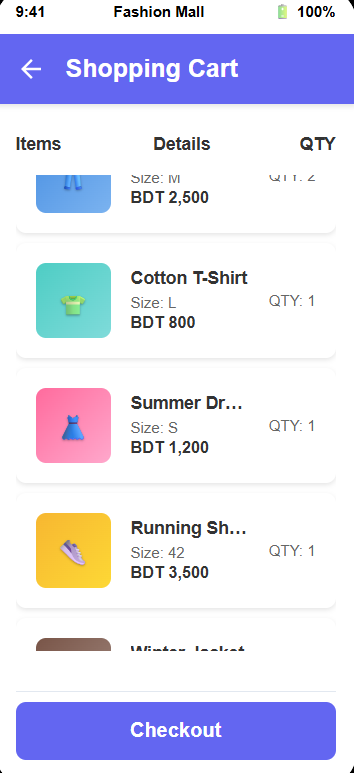 9:41 Fashion Mall 100%
Shopping Cart
Items Details QTY
Size: M QTY: 2
BDT 2,500
Cotton T-Shirt
Size: L QTY: 1
BDT 800
Summer Dr...
Size: S QTY: 1
BDT 1,200
Running Sh...
Size: 42 QTY: 1
BDT 3,500
Winter Jacket
Checkout